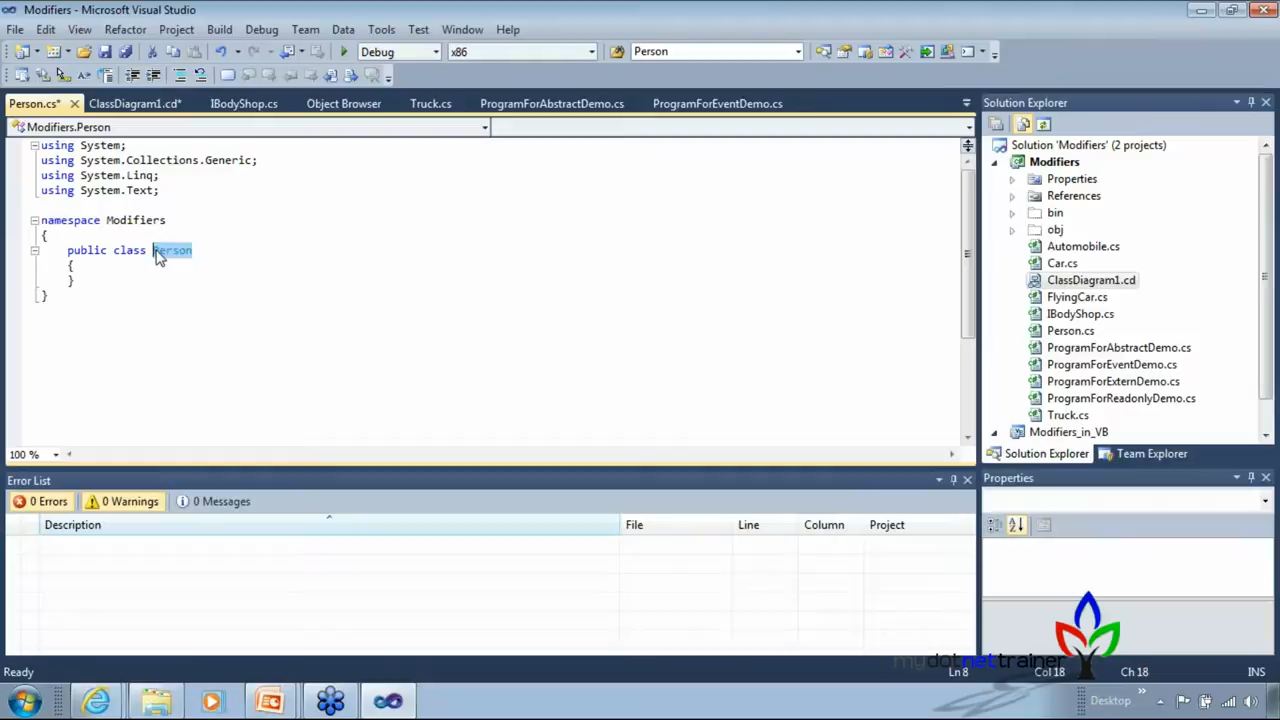 Modifiers - Microsoft Visual Studio
File Edit View Refactor Project Build Debug Team Data Tools Test Window Help
Debug x86 Person
Person.cs* ClassDiagram1.cd* IBodyShop.cs Object Browser Truck.cs ProgramForAbstractDemo.cs ProgramForEventDemo.cs
Modifiers.Person
using System;
using System.Collections.Generic;
using System.Linq;
using System.Text;
namespace Modifiers
{
public class Person
{
}
}
100 %
Solution Explorer
Solution 'Modifiers' (2 projects)
Modifiers
Properties
References
bin
obj
Automobile.cs
Car.cs
ClassDiagram1.cd
FlyingCar.cs
IBodyShop.cs
Person.cs
ProgramForAbstractDemo.cs
ProgramForEventDemo.cs
ProgramForExternDemo.cs
ProgramForReadonlyDemo.cs
Truck.cs
Modifiers_in_VB
Solution Explorer Team Explorer
Error List
0 Errors 0 Warnings 0 Messages
Description File Line Column Project
Properties
mydotnettrainer
Ready Ln 8 Col 18 Ch 18 INS
Desktop